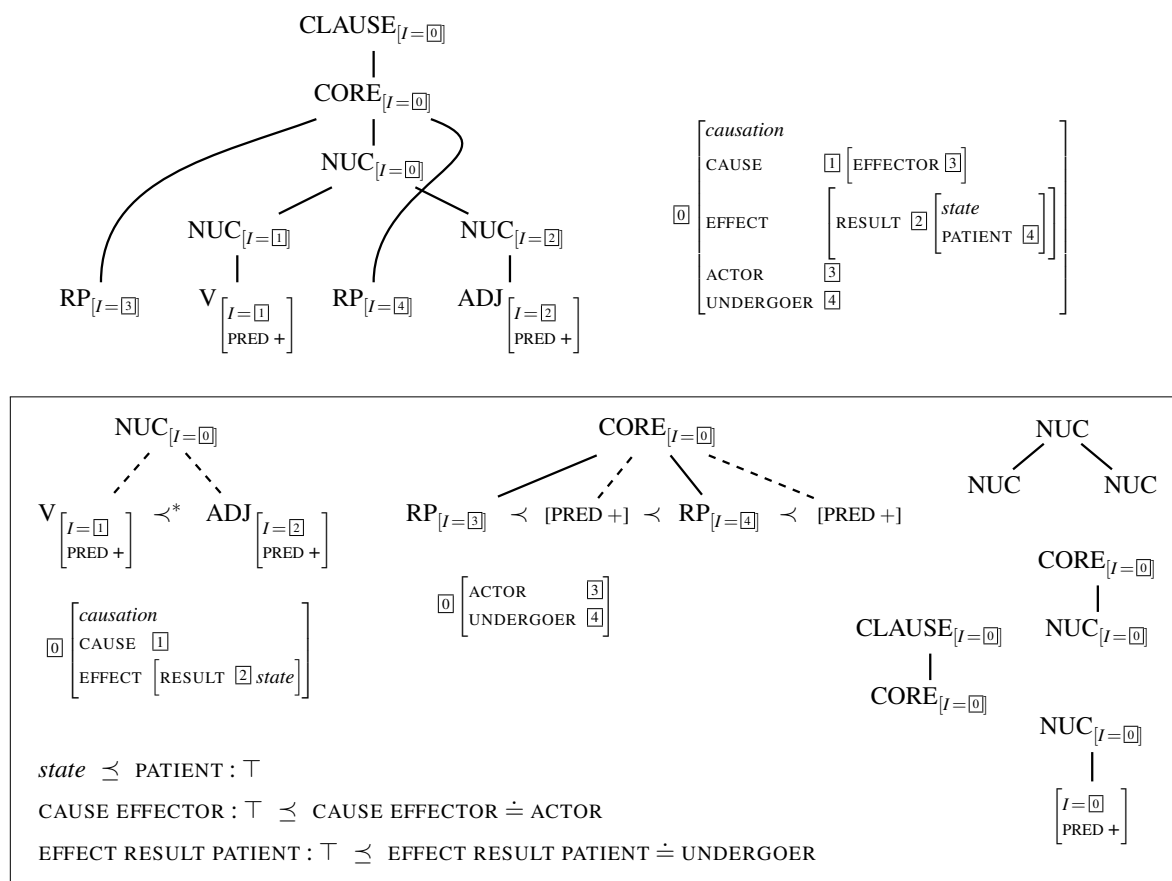 CLAUSE[I=0]
CORE[I=0]
NUC[I=0]
NUC[I=1] NUC[I=2]
RP[I=3] V[I=1 PRED +] RP[I=4] ADJ[I=2 PRED +]
0 [causation
CAUSE 1 [EFFECTOR 3]
EFFECT [RESULT 2 [state
PATIENT 4]]
ACTOR 3
UNDERGOER 4]
NUC[I=0]
V[I=1 PRED +] ≺* ADJ[I=2 PRED +]
0 [causation
CAUSE 1
EFFECT [RESULT 2 state]]
CORE[I=0]
RP[I=3] ≺ [PRED +] ≺ RP[I=4] ≺ [PRED +]
0 [ACTOR 3
UNDERGOER 4]
NUC
NUC NUC
CORE[I=0]
NUC[I=0]
CLAUSE[I=0]
CORE[I=0]
NUC[I=0]
[I=0
PRED +]
state ⪯ PATIENT : ⊤
CAUSE EFFECTOR : ⊤ ⪯ CAUSE EFFECTOR ≐ ACTOR
EFFECT RESULT PATIENT : ⊤ ⪯ EFFECT RESULT PATIENT ≐ UNDERGOER